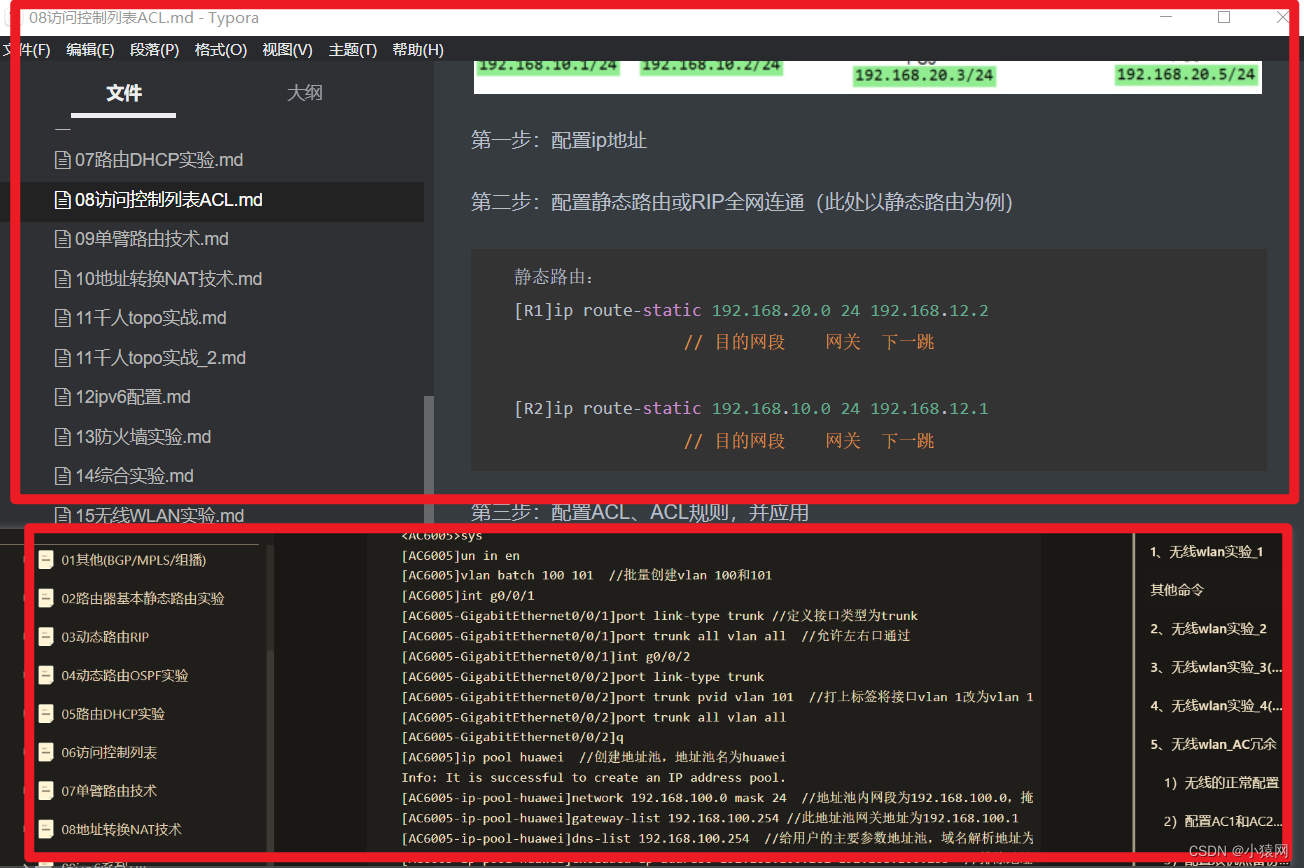 08访问控制列表ACL.md - Typora
文件(F) 编辑(E) 段落(P) 格式(O) 视图(V) 主题(T) 帮助(H)
文件 大纲
07路由DHCP实验.md
08访问控制列表ACL.md
09单臂路由技术.md
10地址转换NAT技术.md
11千人topo实战.md
11千人topo实战_2.md
12ipv6配置.md
13防火墙实验.md
14综合实验.md
15无线WLAN实验.md
192.168.10.1/24 192.168.10.2/24
192.168.20.3/24 192.168.20.5/24
第一步：配置ip地址
第二步：配置静态路由或RIP全网连通（此处以静态路由为例）
静态路由：
[R1]ip route-static 192.168.20.0 24 192.168.12.2
// 目的网段 网关 下一跳
[R2]ip route-static 192.168.10.0 24 192.168.12.1
// 目的网段 网关 下一跳
第三步：配置ACL、ACL规则，并应用
01其他(BGP/MPLS/组播)
02路由器基本静态路由实验
03动态路由RIP
04动态路由OSPF实验
05路由DHCP实验
06访问控制列表
07单臂路由技术
08地址转换NAT技术
<AC6005>sys
[AC6005]un in en
[AC6005]vlan batch 100 101 //批量创建vlan 100和101
[AC6005]int g0/0/1
[AC6005-GigabitEthernet0/0/1]port link-type trunk //定义接口类型为trunk
[AC6005-GigabitEthernet0/0/1]port trunk all vlan all //允许左右口通过
[AC6005-GigabitEthernet0/0/1]int g0/0/2
[AC6005-GigabitEthernet0/0/2]port link-type trunk
[AC6005-GigabitEthernet0/0/2]port trunk pvid vlan 101 //打上标签将接口vlan 1改为vlan 1
[AC6005-GigabitEthernet0/0/2]port trunk all vlan all
[AC6005-GigabitEthernet0/0/2]q
[AC6005]ip pool huawei //创建地址池，地址池名为huawei
Info: It is successful to create an IP address pool.
[AC6005-ip-pool-huawei]network 192.168.100.0 mask 24 //地址池内网段为192.168.100.0，掩
[AC6005-ip-pool-huawei]gateway-list 192.168.100.254 //此地址池网关地址为192.168.100.1
[AC6005-ip-pool-huawei]dns-list 192.168.100.254 //给用户的主要参数地址池，域名解析地址为
1、无线wlan实验_1
其他命令
2、无线wlan实验_2
3、无线wlan实验_3(...
4、无线wlan实验_4(...
5、无线wlan_AC冗余
1）无线的正常配置
2）配置AC1和AC2...
CSDN @小猿网